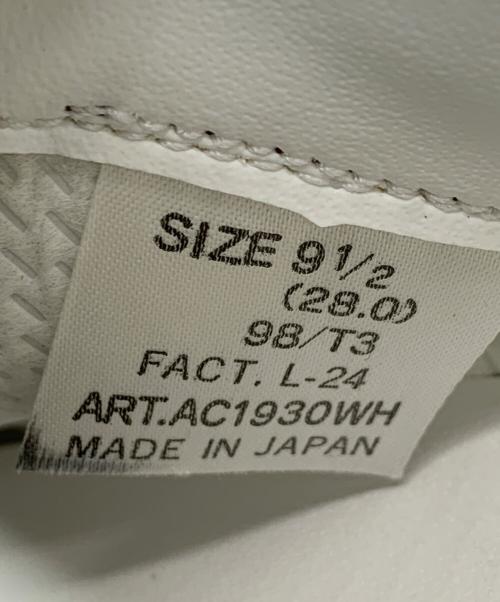 SIZE 9 1/2
(28.0)
98/T3
FACT. L-24
ART.AC1930WH
MADE IN JAPAN